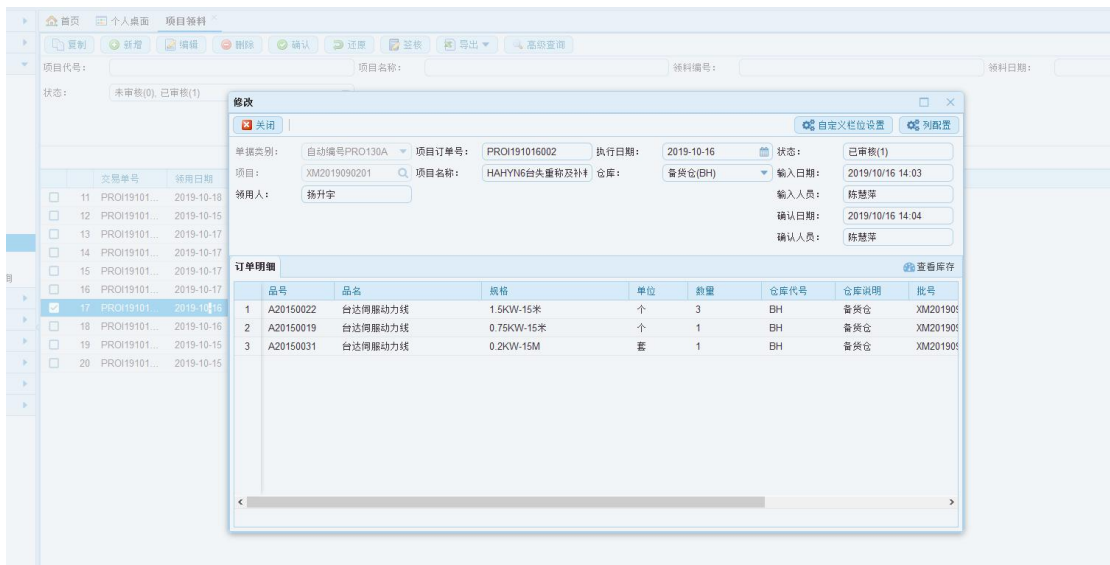 首页 个人桌面 项目领料
复制 新增 编辑 删除 确认 还原 签核 导出 高级查询
项目代号: 项目名称: 领料编号: 领料日期:
状态: 未审核(0), 已审核(1)
修改
关闭 自定义栏位设置 列配置
单据类别: 自动编号PRO130A 项目订单号: PROI191016002 执行日期: 2019-10-16 状态: 已审核(1)
项目: XM2019090201 项目名称: HAHYN6台失重称及补料 仓库: 备货仓(BH) 输入日期: 2019/10/16 14:03
领用人: 扬升宇 输入人员: 陈慧萍
确认日期: 2019/10/16 14:04
确认人员: 陈慧萍
交易单号 领用日期
11 PROI19101... 2019-10-18
12 PROI19101... 2019-10-15
13 PROI19101... 2019-10-17
14 PROI19101... 2019-10-17
15 PROI19101... 2019-10-17
16 PROI19101... 2019-10-17
17 PROI19101... 2019-10-16
18 PROI19101... 2019-10-16
19 PROI19101... 2019-10-15
20 PROI19101... 2019-10-15
订单明细 查看库存
品号 品名 规格 单位 数量 仓库代号 仓库说明 批号
1 A20150022 台达伺服动力线 1.5KW-15米 个 3 BH 备货仓 XM201909
2 A20150019 台达伺服动力线 0.75KW-15米 个 1 BH 备货仓 XM201909
3 A20150031 台达伺服动力线 0.2KW-15M 套 1 BH 备货仓 XM201909